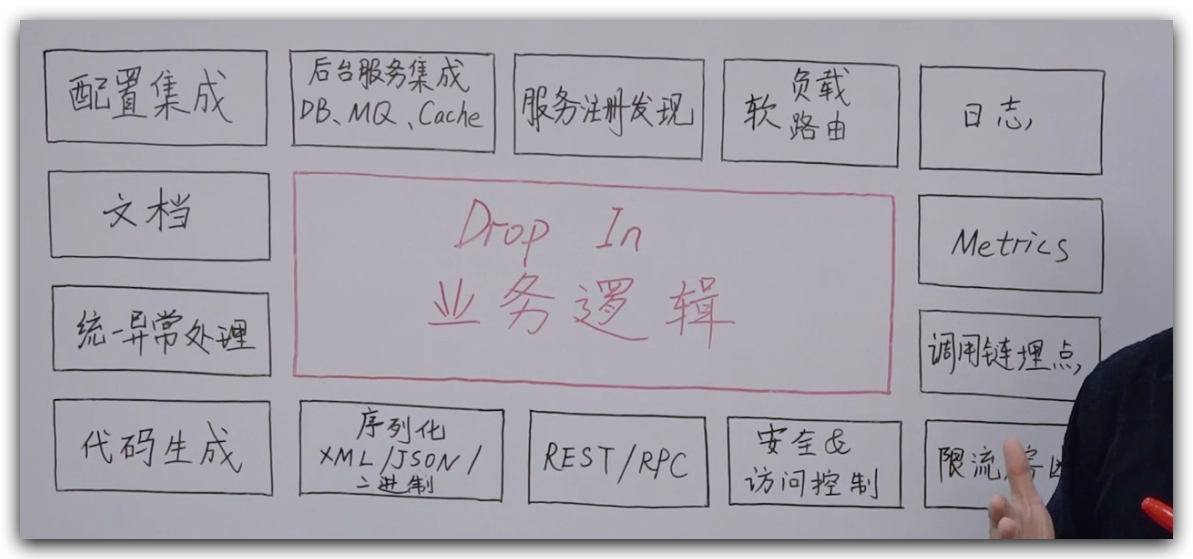 配置集成
后台服务集成
DB、MQ、Cache
服务注册发现
软
负载
路由
日志
文档
Drop In
业务逻辑
Metrics
统一异常处理
调用链埋点
代码生成
序列化
XML/JSON/
二进制
REST/RPC
安全&
访问控制
限流